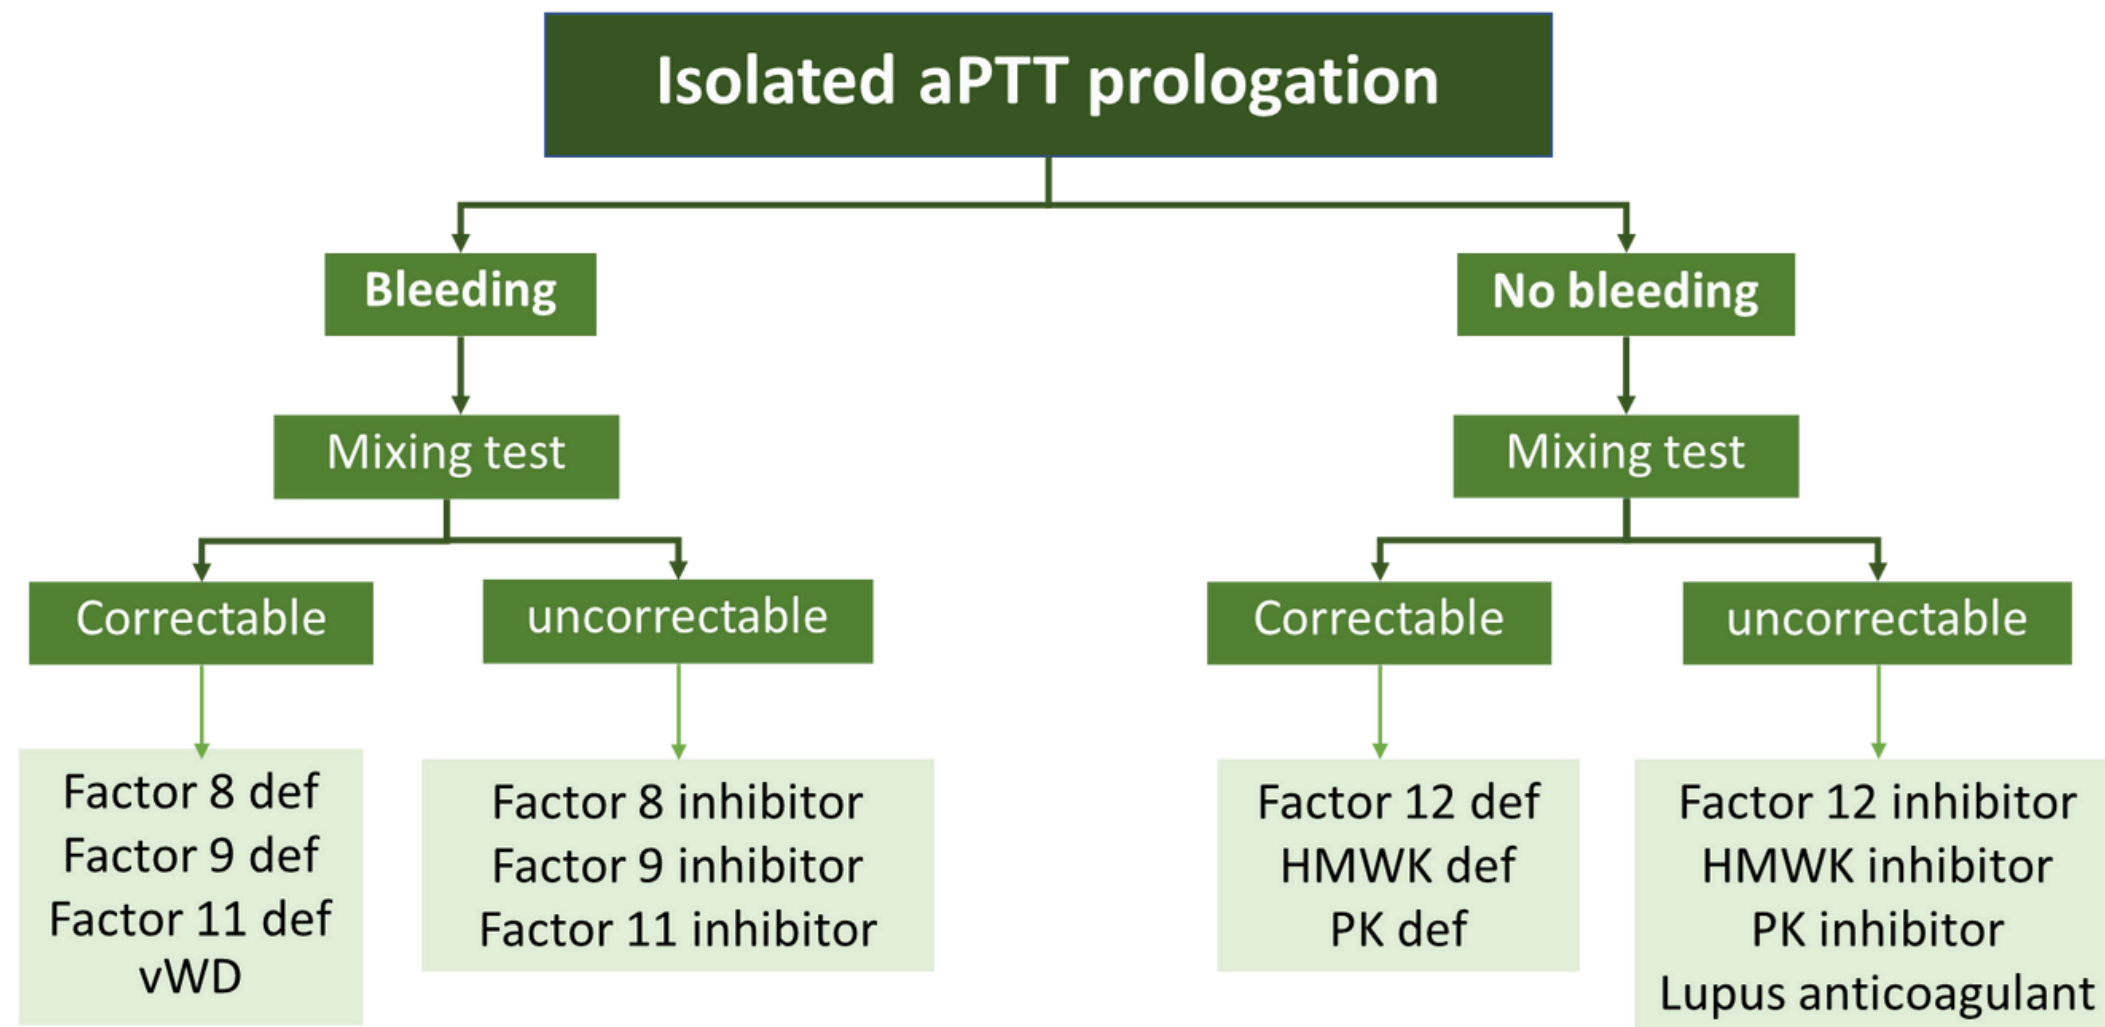 Isolated aPTT prologation
Bleeding
No bleeding
Mixing test
Mixing test
Correctable
uncorrectable
Correctable
uncorrectable
Factor 8 def
Factor 9 def
Factor 11 def
vWD
Factor 8 inhibitor
Factor 9 inhibitor
Factor 11 inhibitor
Factor 12 def
HMWK def
PK def
Factor 12 inhibitor
HMWK inhibitor
PK inhibitor
Lupus anticoagulant